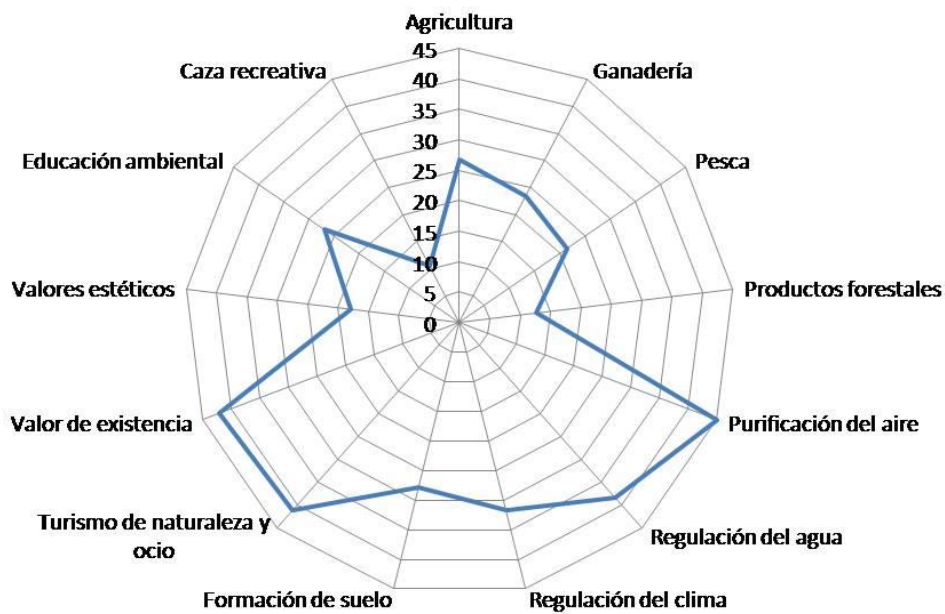 Agricultura
Ganadería
Pesca
Productos forestales
Purificación del aire
Regulación del agua
Regulación del clima
Formación de suelo
Turismo de naturaleza y
ocio
Valor de existencia
Valores estéticos
Educación ambiental
Caza recreativa
45
40
35
30
25
20
15
10
5
0